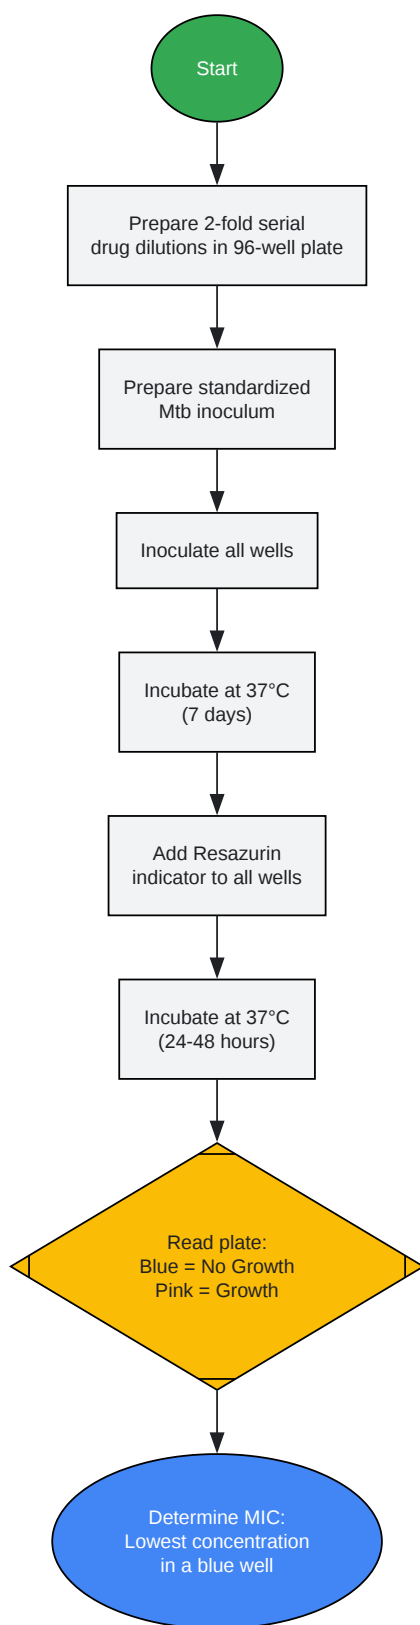 Start
Prepare 2-fold serial
drug dilutions in 96-well plate
Prepare standardized
Mtb inoculum
Inoculate all wells
Incubate at 37°C
(7 days)
Add Resazurin
indicator to all wells
Incubate at 37°C
(24-48 hours)
Read plate:
Blue = No Growth
Pink = Growth
Determine MIC:
Lowest concentration
in a blue well